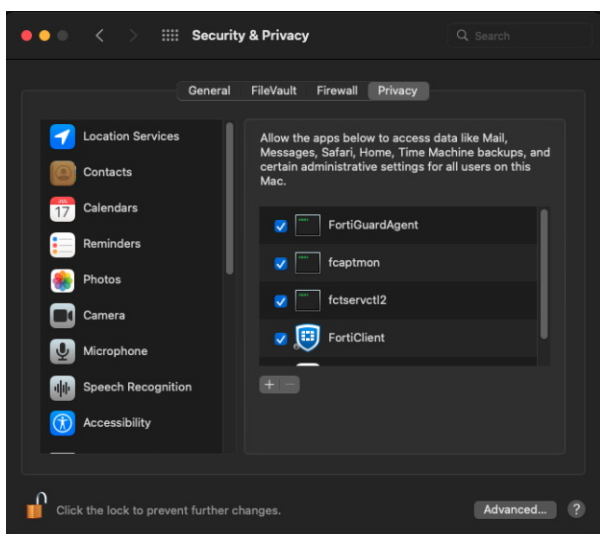 Security & Privacy
Search
General
FileVault
Firewall
Privacy
Location Services
Contacts
JUL
17
Calendars
Reminders
Photos
Camera
Microphone
Speech Recognition
Accessibility
Allow the apps below to access data like Mail,
Messages, Safari, Home, Time Machine backups, and
certain administrative settings for all users on this
Mac.
FortiGuardAgent
fcaptmon
fctservctl2
FortiClient
+
−
Click the lock to prevent further changes.
Advanced...
?